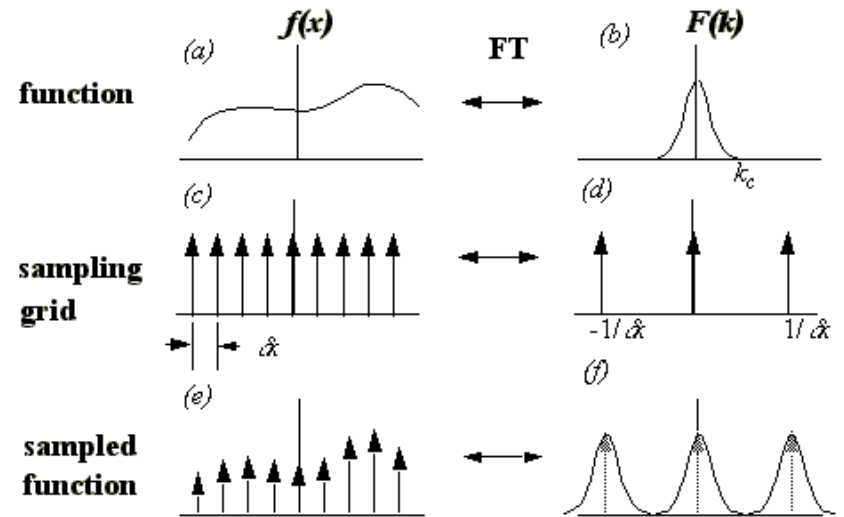 f(x)
F(k)
(a)
FT
(b)
function
k_c
(c)
(d)
sampling
grid
-1/δx
1/δx
δx
(e)
(f)
sampled
function